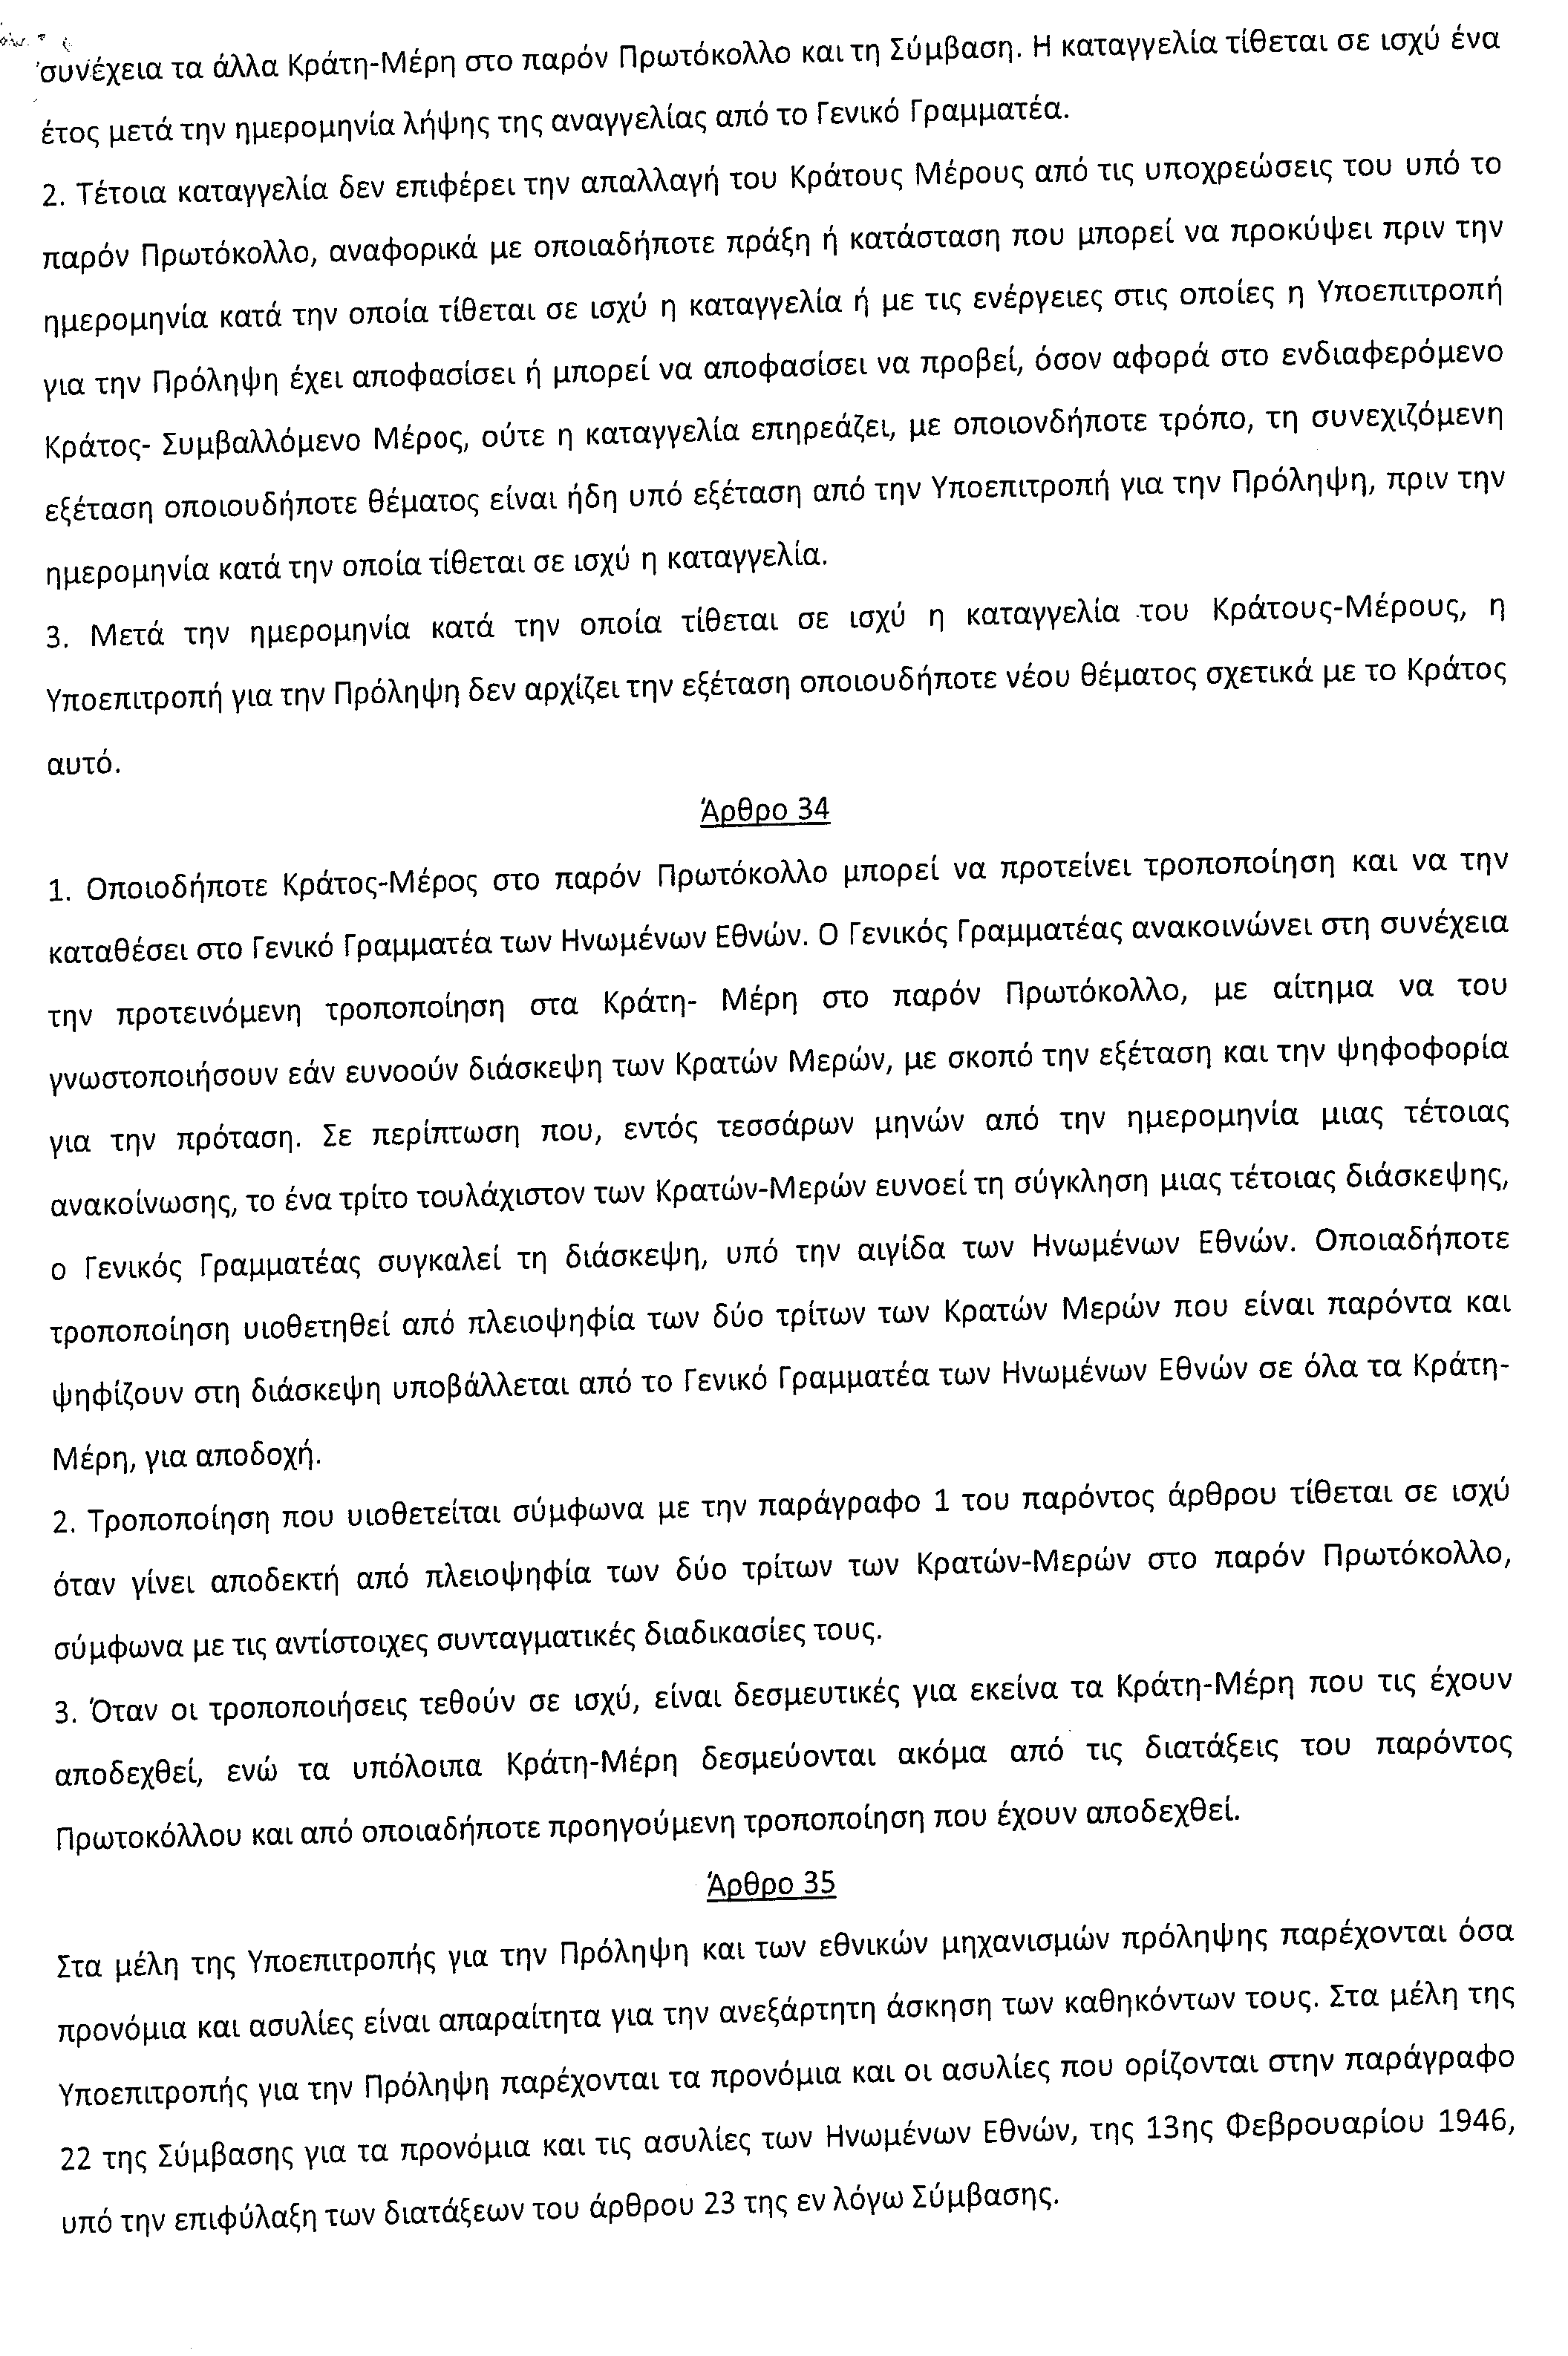 συνέχεια τα άλλα Κράτη-Μέρη στο παρόν Πρωτόκολλο και τη Σύμβαση. Η καταγγελία τίθεται σε ισχύ ένα
έτος μετά την ημερομηνία λήψης της αναγγελίας από το Γενικό Γραμματέα.
2. Τέτοια καταγγελία δεν επιφέρει την απαλλαγή του Κράτους Μέρους από τις υποχρεώσεις του υπό το
παρόν Πρωτόκολλο, αναφορικά με οποιαδήποτε πράξη ή κατάσταση που μπορεί να προκύψει πριν την
ημερομηνία κατά την οποία τίθεται σε ισχύ η καταγγελία ή με τις ενέργειες στις οποίες η Υποεπιτροπή
για την Πρόληψη έχει αποφασίσει ή μπορεί να αποφασίσει να προβεί, όσον αφορά στο ενδιαφερόμενο
Κράτος- Συμβαλλόμενο Μέρος, ούτε η καταγγελία επηρεάζει, με οποιονδήποτε τρόπο, τη συνεχιζόμενη
εξέταση οποιουδήποτε θέματος είναι ήδη υπό εξέταση από την Υποεπιτροπή για την Πρόληψη, πριν την
ημερομηνία κατά την οποία τίθεται σε ισχύ η καταγγελία.
3. Μετά την ημερομηνία κατά την οποία τίθεται σε ισχύ η καταγγελία του Κράτους-Μέρους, η
Υποεπιτροπή για την Πρόληψη δεν αρχίζει την εξέταση οποιουδήποτε νέου θέματος σχετικά με το Κράτος
αυτό.
Άρθρο 34
1. Οποιοδήποτε Κράτος-Μέρος στο παρόν Πρωτόκολλο μπορεί να προτείνει τροποποίηση και να την
καταθέσει στο Γενικό Γραμματέα των Ηνωμένων Εθνών. Ο Γενικός Γραμματέας ανακοινώνει στη συνέχεια
την προτεινόμενη τροποποίηση στα Κράτη- Μέρη στο παρόν Πρωτόκολλο, με αίτημα να του
γνωστοποιήσουν εάν ευνοούν διάσκεψη των Κρατών Μερών, με σκοπό την εξέταση και την ψηφοφορία
για την πρόταση. Σε περίπτωση που, εντός τεσσάρων μηνών από την ημερομηνία μιας τέτοιας
ανακοίνωσης, το ένα τρίτο τουλάχιστον των Κρατών-Μερών ευνοεί τη σύγκληση μιας τέτοιας διάσκεψης,
ο Γενικός Γραμματέας συγκαλεί τη διάσκεψη, υπό την αιγίδα των Ηνωμένων Εθνών. Οποιαδήποτε
τροποποίηση υιοθετηθεί από πλειοψηφία των δύο τρίτων των Κρατών Μερών που είναι παρόντα και
ψηφίζουν στη διάσκεψη υποβάλλεται από το Γενικό Γραμματέα των Ηνωμένων Εθνών σε όλα τα Κράτη-
Μέρη, για αποδοχή.
2. Τροποποίηση που υιοθετείται σύμφωνα με την παράγραφο 1 του παρόντος άρθρου τίθεται σε ισχύ
όταν γίνει αποδεκτή από πλειοψηφία των δύο τρίτων των Κρατών-Μερών στο παρόν Πρωτόκολλο,
σύμφωνα με τις αντίστοιχες συνταγματικές διαδικασίες τους.
3. Όταν οι τροποποιήσεις τεθούν σε ισχύ, είναι δεσμευτικές για εκείνα τα Κράτη-Μέρη που τις έχουν
αποδεχθεί, ενώ τα υπόλοιπα Κράτη-Μέρη δεσμεύονται ακόμα από τις διατάξεις του παρόντος
Πρωτοκόλλου και από οποιαδήποτε προηγούμενη τροποποίηση που έχουν αποδεχθεί.
Άρθρο 35
Στα μέλη της Υποεπιτροπής για την Πρόληψη και των εθνικών μηχανισμών πρόληψης παρέχονται όσα
προνόμια και ασυλίες είναι απαραίτητα για την ανεξάρτητη άσκηση των καθηκόντων τους. Στα μέλη της
Υποεπιτροπής για την Πρόληψη παρέχονται τα προνόμια και οι ασυλίες που ορίζονται στην παράγραφο
22 της Σύμβασης για τα προνόμια και τις ασυλίες των Ηνωμένων Εθνών, της 13ης Φεβρουαρίου 1946,
υπό την επιφύλαξη των διατάξεων του άρθρου 23 της εν λόγω Σύμβασης.